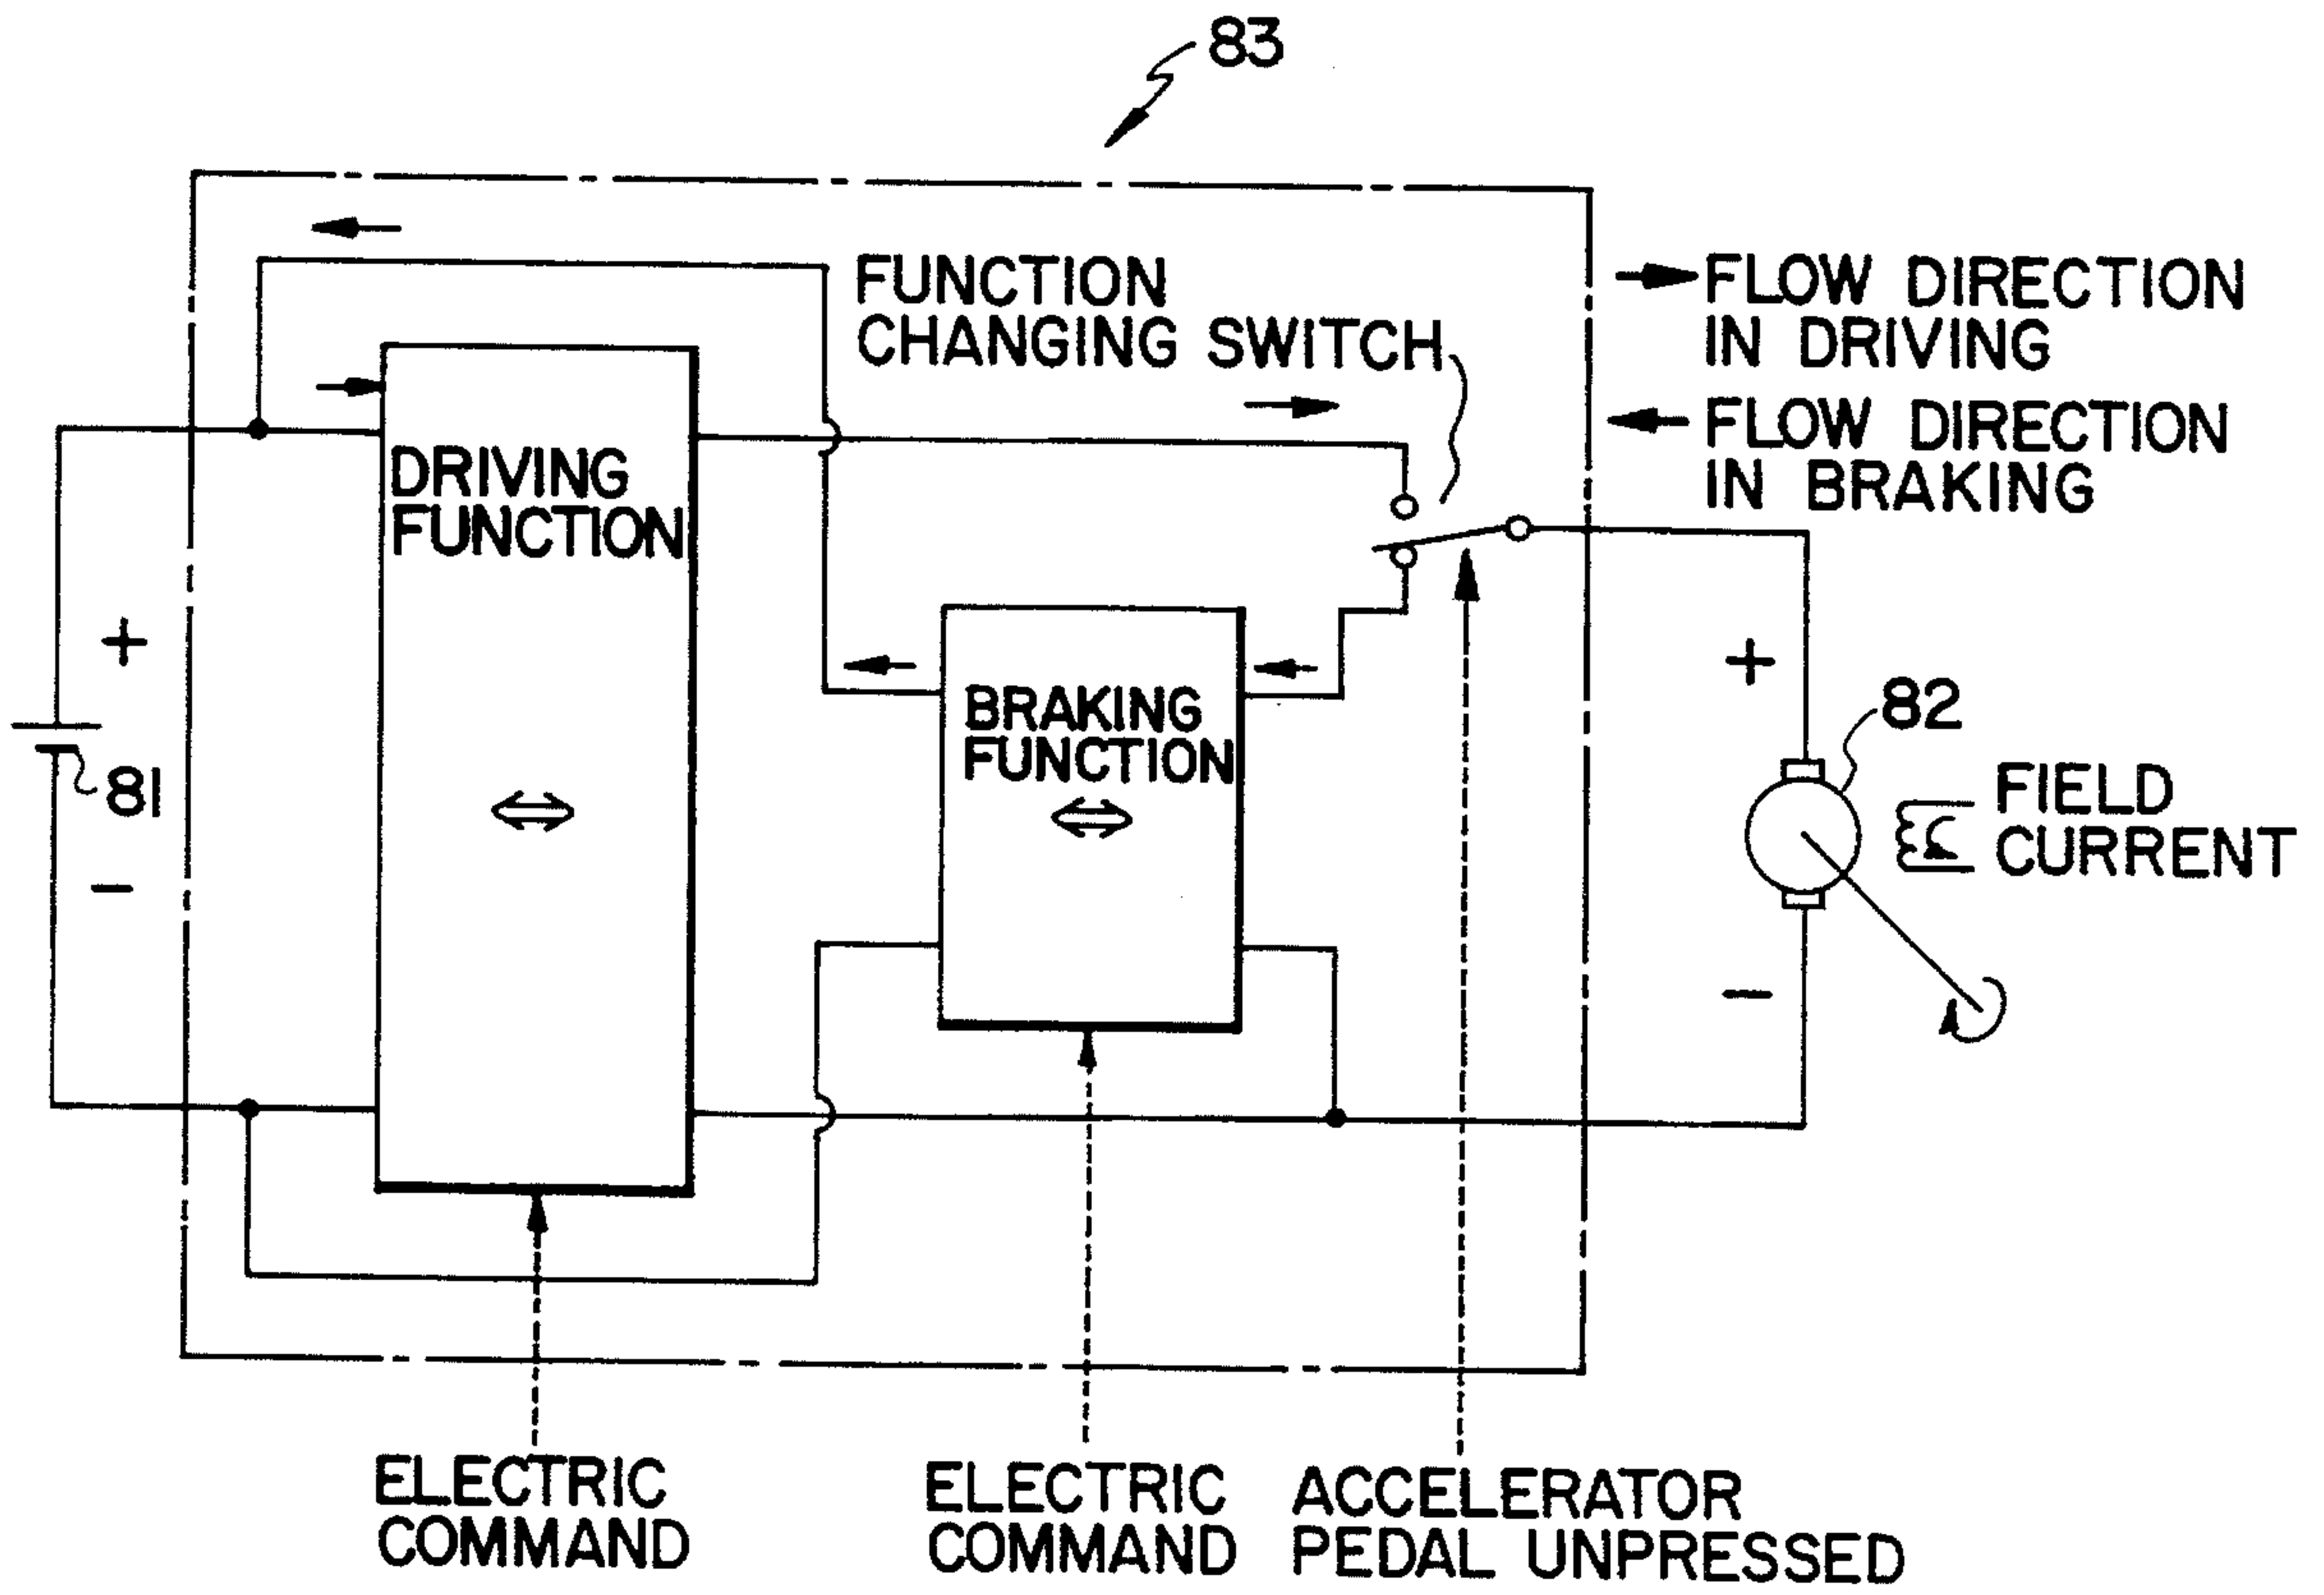 83
FUNCTION
CHANGING SWITCH
FLOW DIRECTION
IN DRIVING
FLOW DIRECTION
IN BRAKING
DRIVING
FUNCTION
+
81
−
BRAKING
FUNCTION
+
82
−
FIELD
CURRENT
ELECTRIC
COMMAND
ELECTRIC
COMMAND
ACCELERATOR
PEDAL UNPRESSED